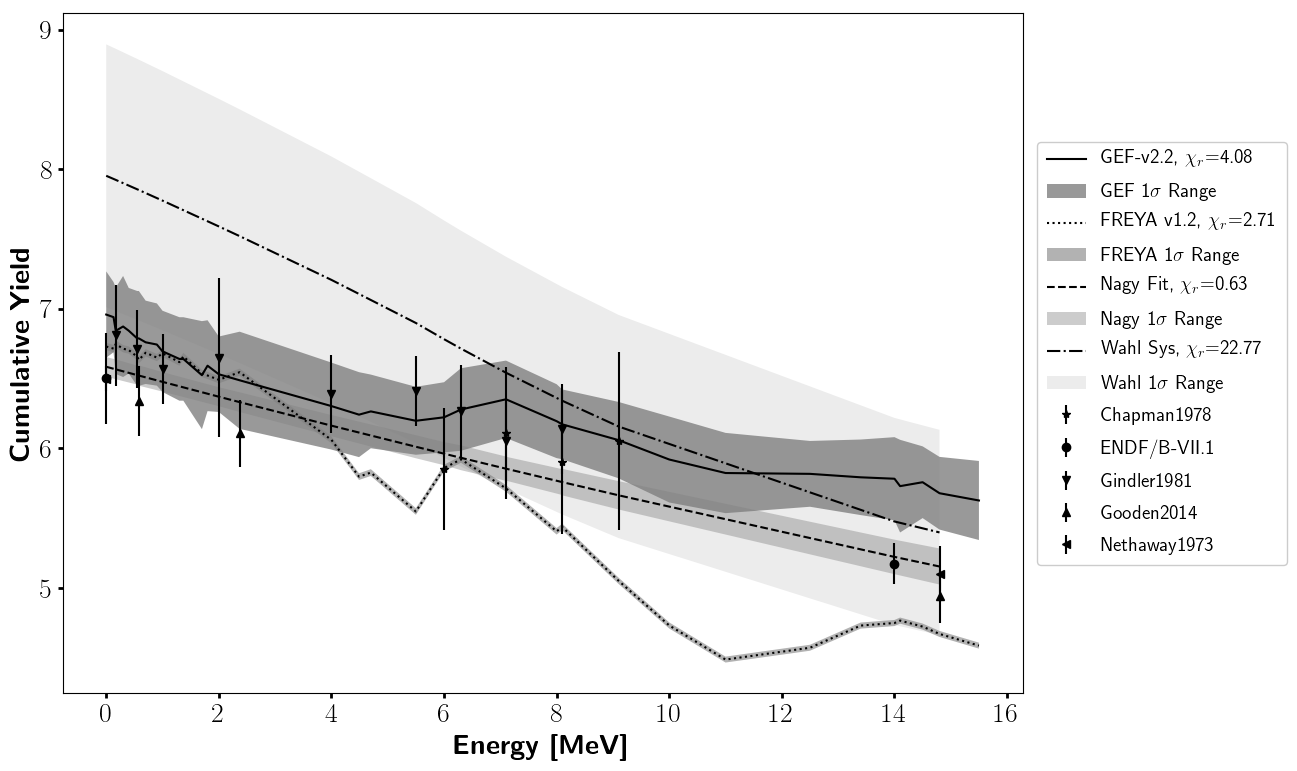 9
8
7
6
5
Cumulative Yield
0 2 4 6 8 10 12 14 16
Energy [MeV]
GEF-v2.2, χr=4.08
GEF 1σ Range
FREYA v1.2, χr=2.71
FREYA 1σ Range
Nagy Fit, χr=0.63
Nagy 1σ Range
Wahl Sys, χr=22.77
Wahl 1σ Range
Chapman1978
ENDF/B-VII.1
Gindler1981
Gooden2014
Nethaway1973